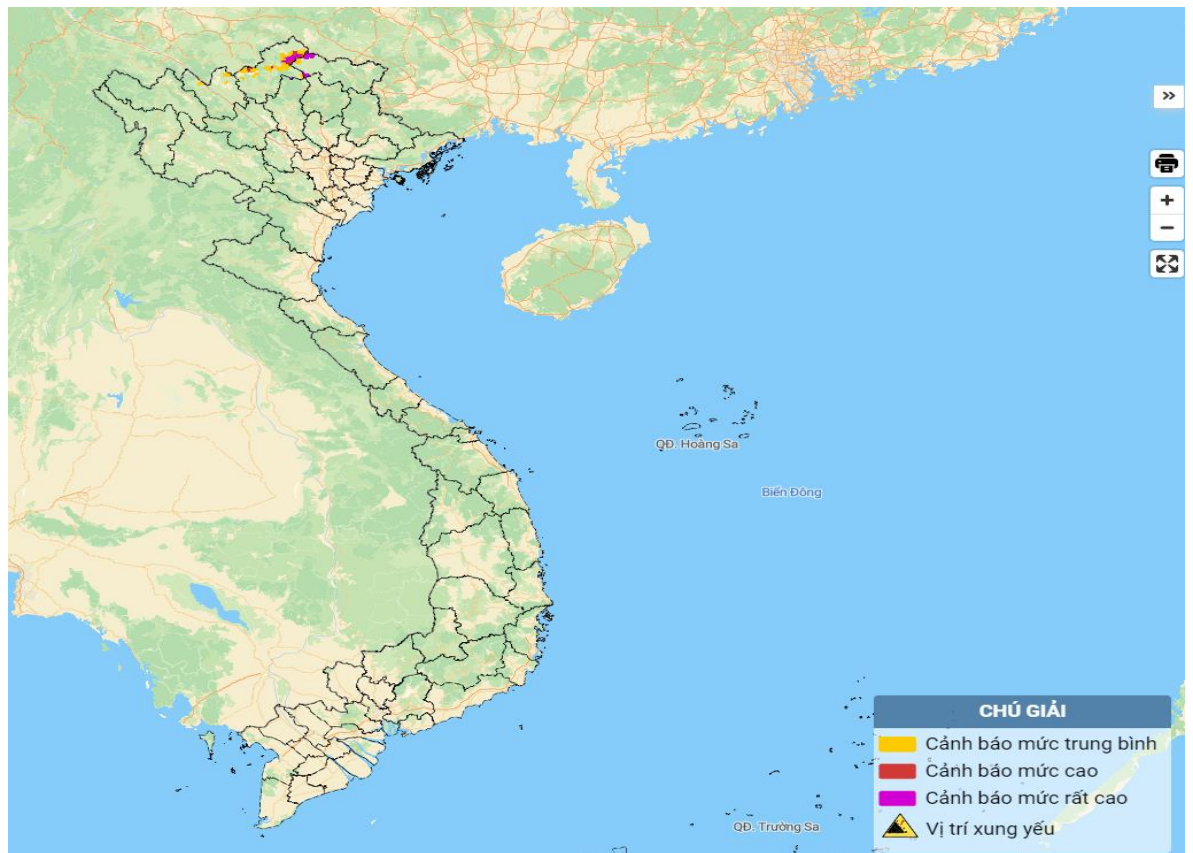 »
+
−
QĐ. Hoàng Sa
Biển Đông
QĐ. Trường Sa
CHÚ GIẢI
Cảnh báo mức trung bình
Cảnh báo mức cao
Cảnh báo mức rất cao
Vị trí xung yếu